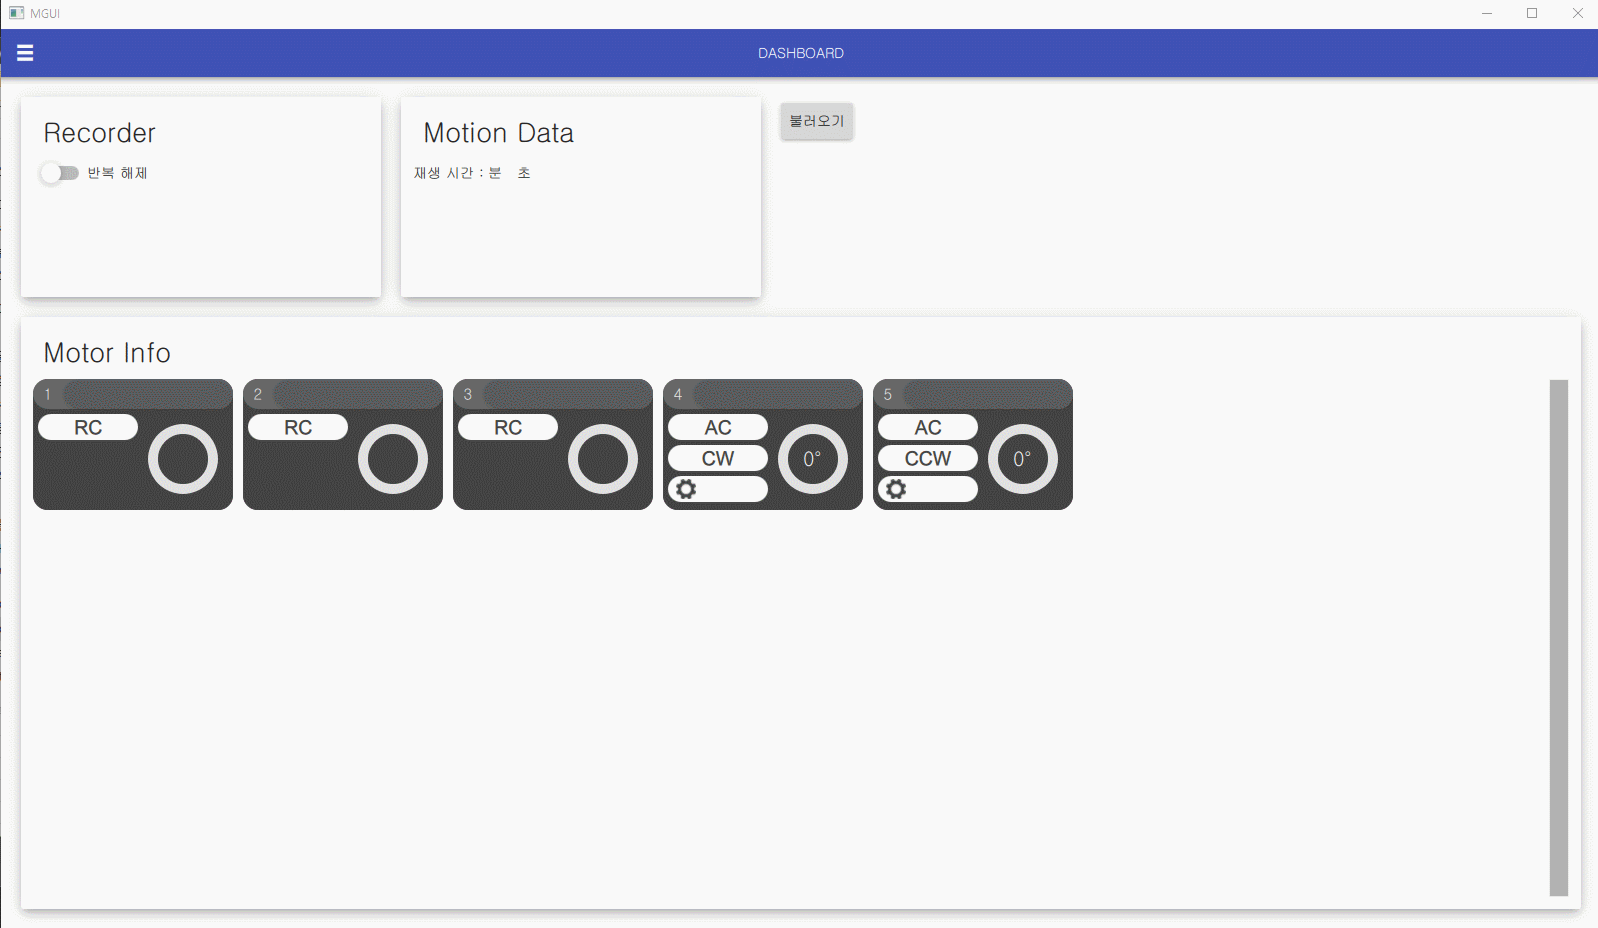 MGUI
DASHBOARD
Recorder
반복 해제
Motion Data
재생 시간 : 분 초
불러오기
Motor Info
1
RC
2
RC
3
RC
4
AC
CW
0°
5
AC
CCW
0°